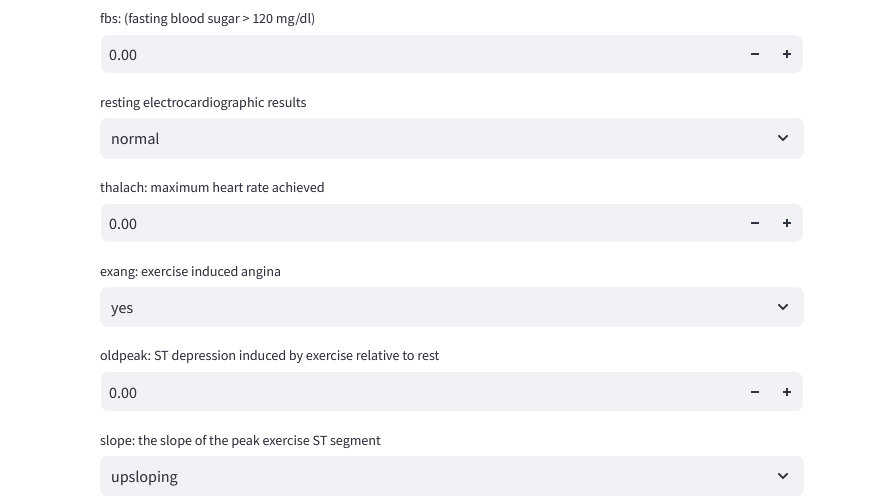 fbs: (fasting blood sugar > 120 mg/dl)
0.00
resting electrocardiographic results
normal
thalach: maximum heart rate achieved
0.00
exang: exercise induced angina
yes
oldpeak: ST depression induced by exercise relative to rest
0.00
slope: the slope of the peak exercise ST segment
upsloping